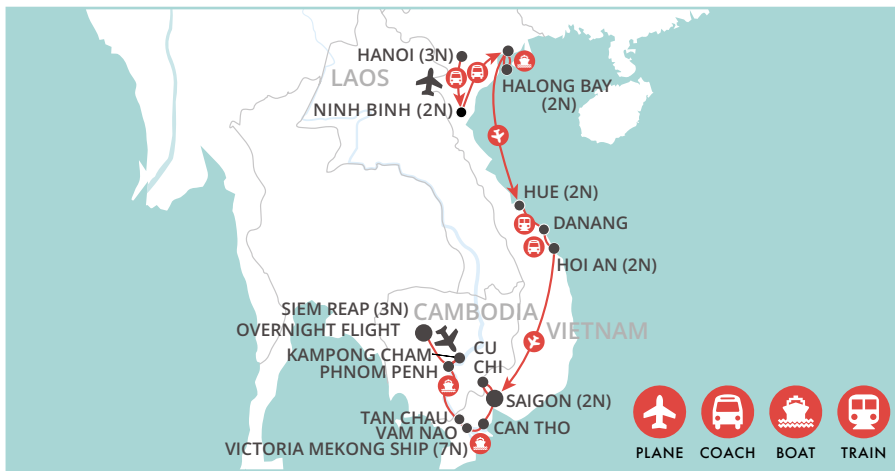 HANOI (3N)
LAOS
HALONG BAY
(2N)
NINH BINH (2N)
HUE (2N)
DANANG
HOI AN (2N)
SIEM REAP (3N)
OVERNIGHT FLIGHT
CAMBODIA
VIETNAM
KAMPONG CHAM
PHNOM PENH
CU
CHI
SAIGON (2N)
TAN CHAU
VAM NAO
CAN THO
VICTORIA MEKONG SHIP (7N)
PLANE
COACH
BOAT
TRAIN